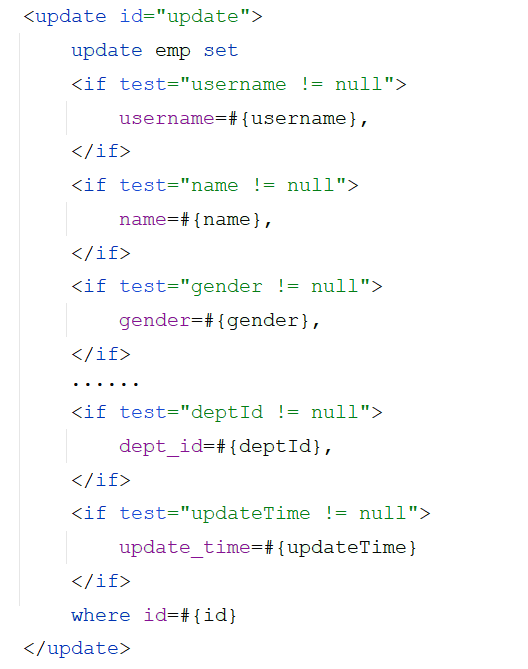 <update id="update">
    update emp set
    <if test="username != null">
        username=#{username},
    </if>
    <if test="name != null">
        name=#{name},
    </if>
    <if test="gender != null">
        gender=#{gender},
    </if>
    ......
    <if test="deptId != null">
        dept_id=#{deptId},
    </if>
    <if test="updateTime != null">
        update_time=#{updateTime}
    </if>
    where id=#{id}
</update>